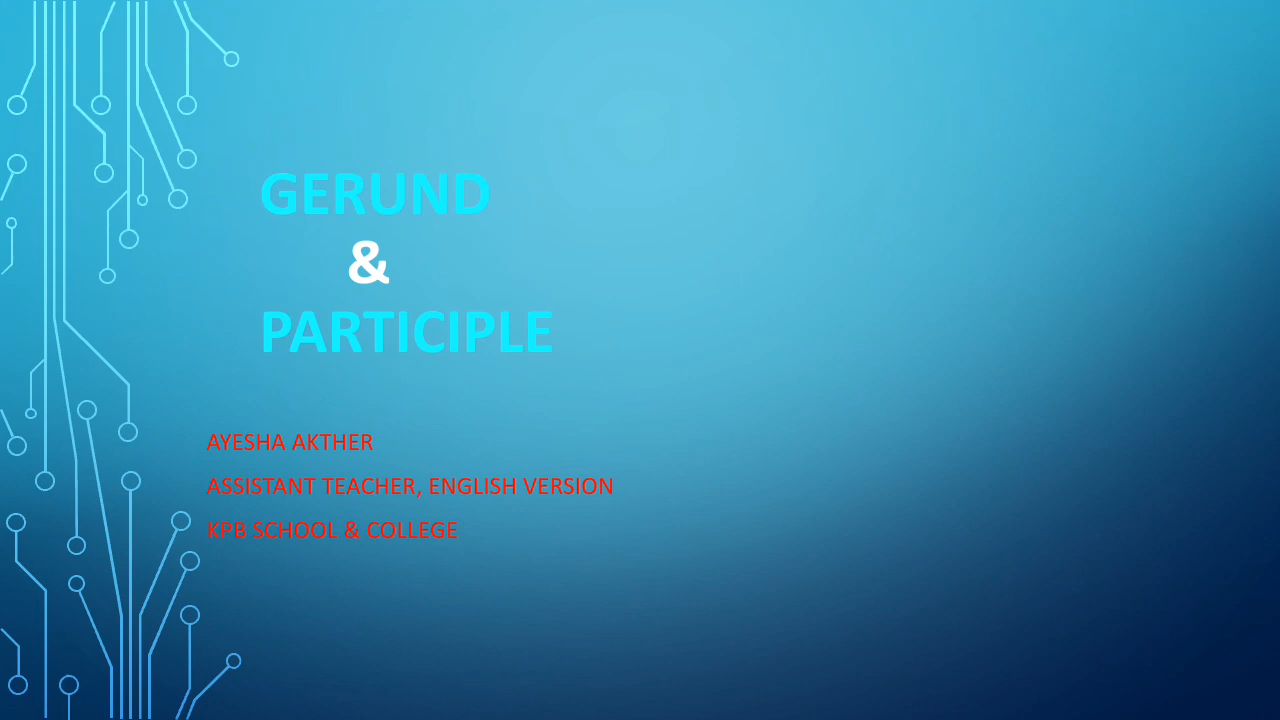 GERUND
&
PARTICIPLE
AYESHA AKTHER
ASSISTANT TEACHER, ENGLISH VERSION
KPB SCHOOL & COLLEGE